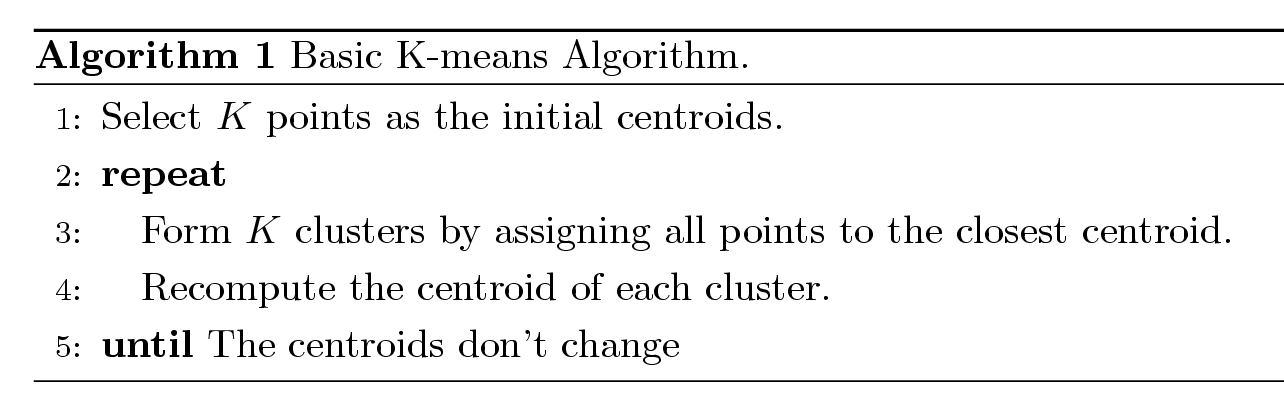 Algorithm 1 Basic K-means Algorithm.
1: Select K points as the initial centroids.
2: repeat
3: Form K clusters by assigning all points to the closest centroid.
4: Recompute the centroid of each cluster.
5: until The centroids don't change